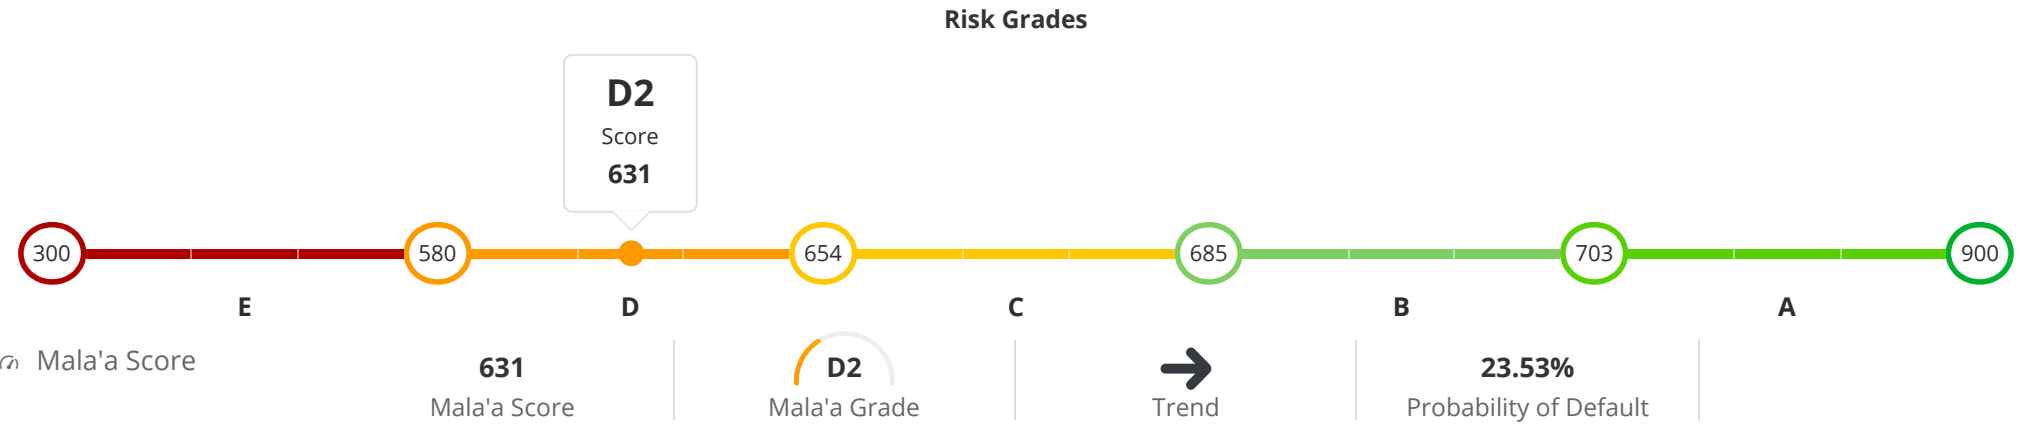 Risk Grades
D2
Score
631
300 580 654 685 703 900
E D C B A
Mala'a Score
631
Mala'a Score
D2
Mala'a Grade
Trend
23.53%
Probability of Default